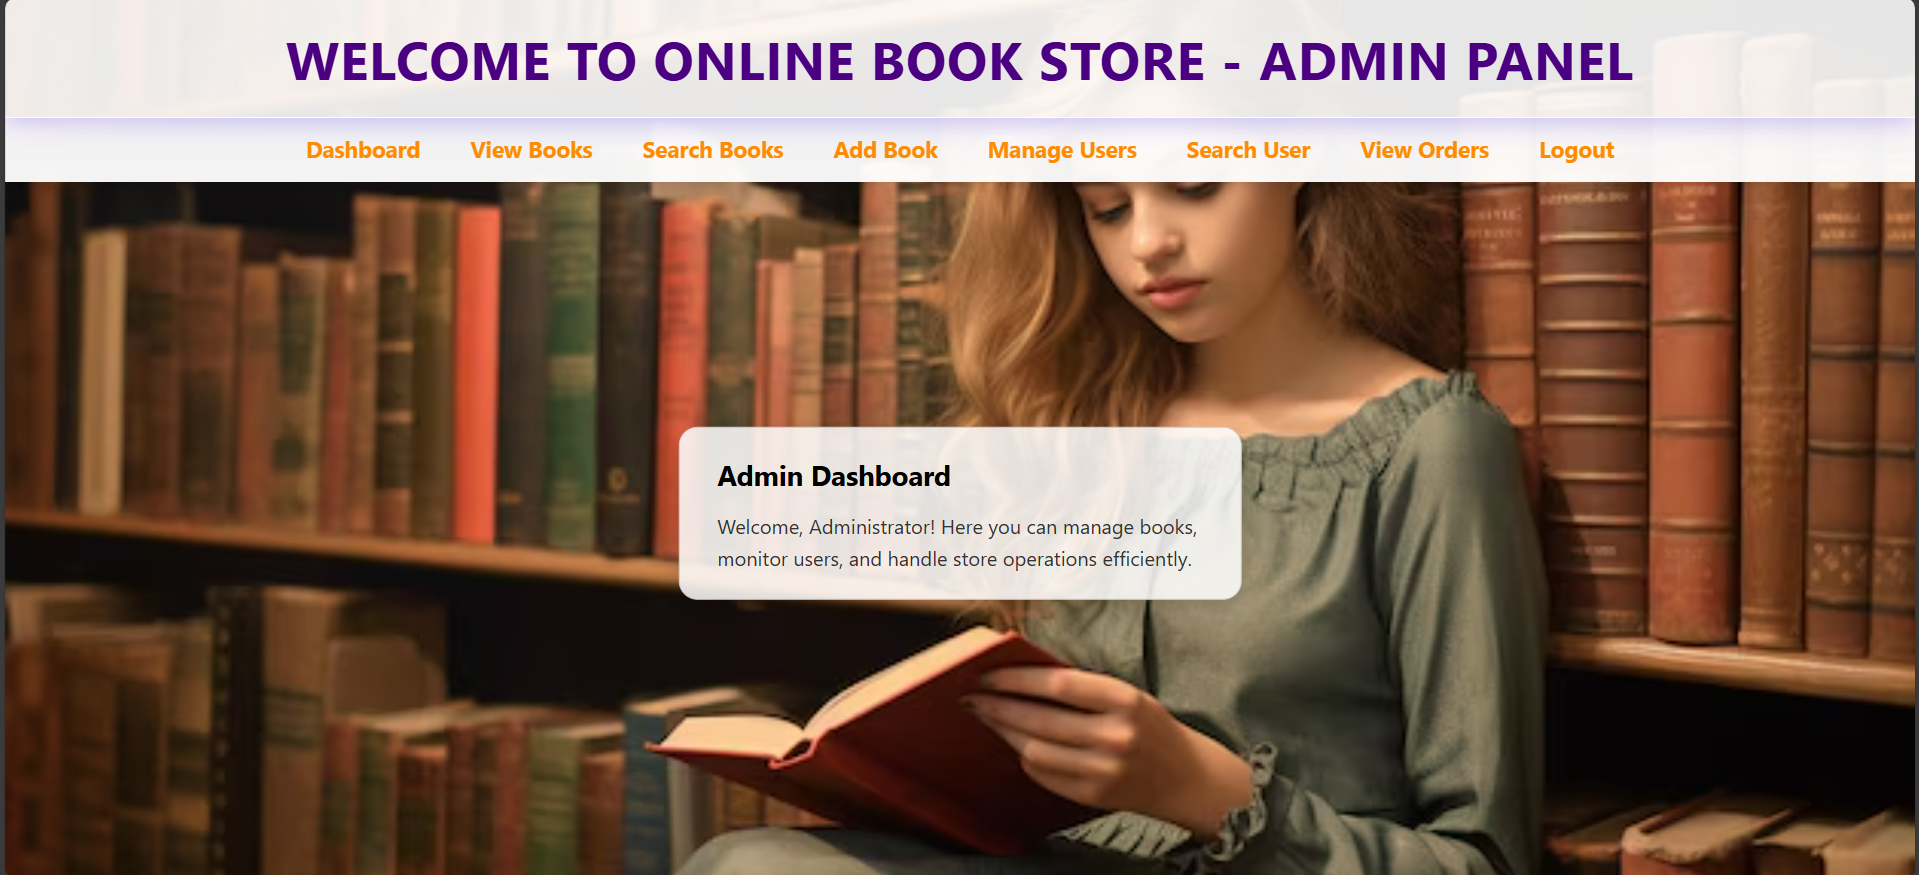 WELCOME TO ONLINE BOOK STORE - ADMIN PANEL
Dashboard View Books Search Books Add Book Manage Users Search User View Orders Logout
Admin Dashboard
Welcome, Administrator! Here you can manage books,
monitor users, and handle store operations efficiently.